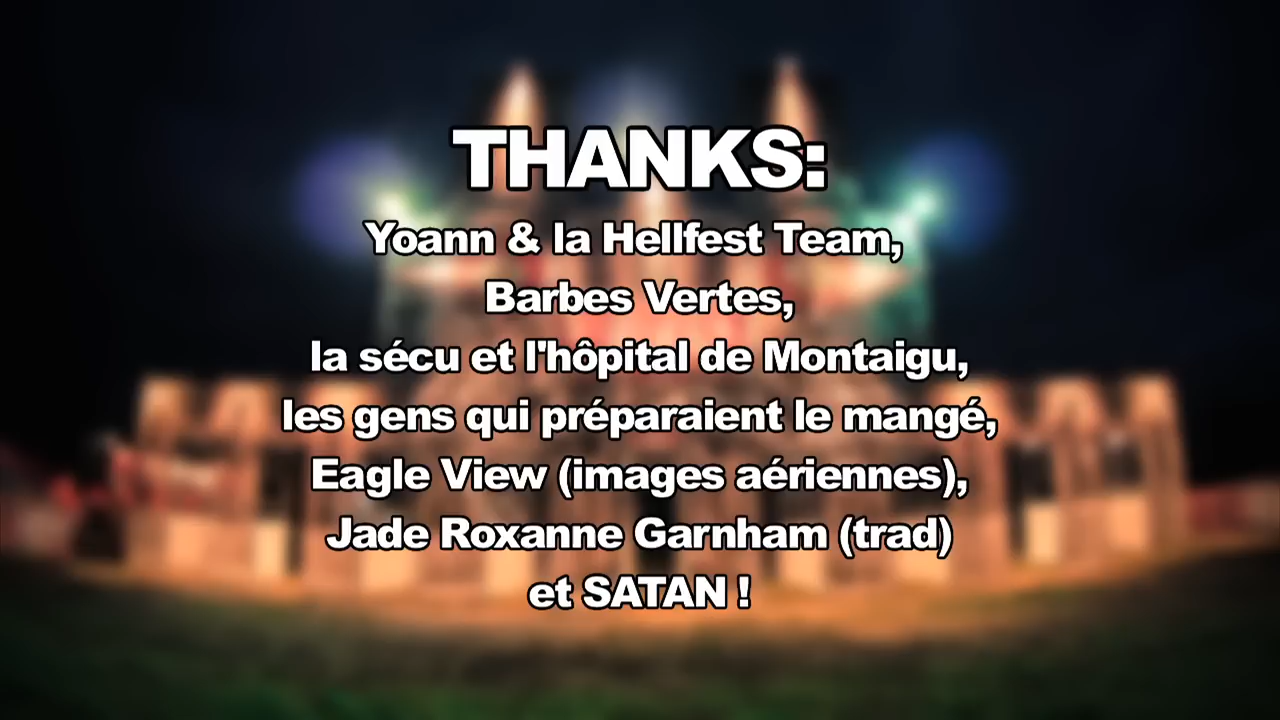 THANKS:
Yoann & la Hellfest Team,
Barbes Vertes,
la sécu et l'hôpital de Montaigu,
les gens qui préparaient le mangé,
Eagle View (images aériennes),
Jade Roxanne Garnham (trad)
et SATAN !